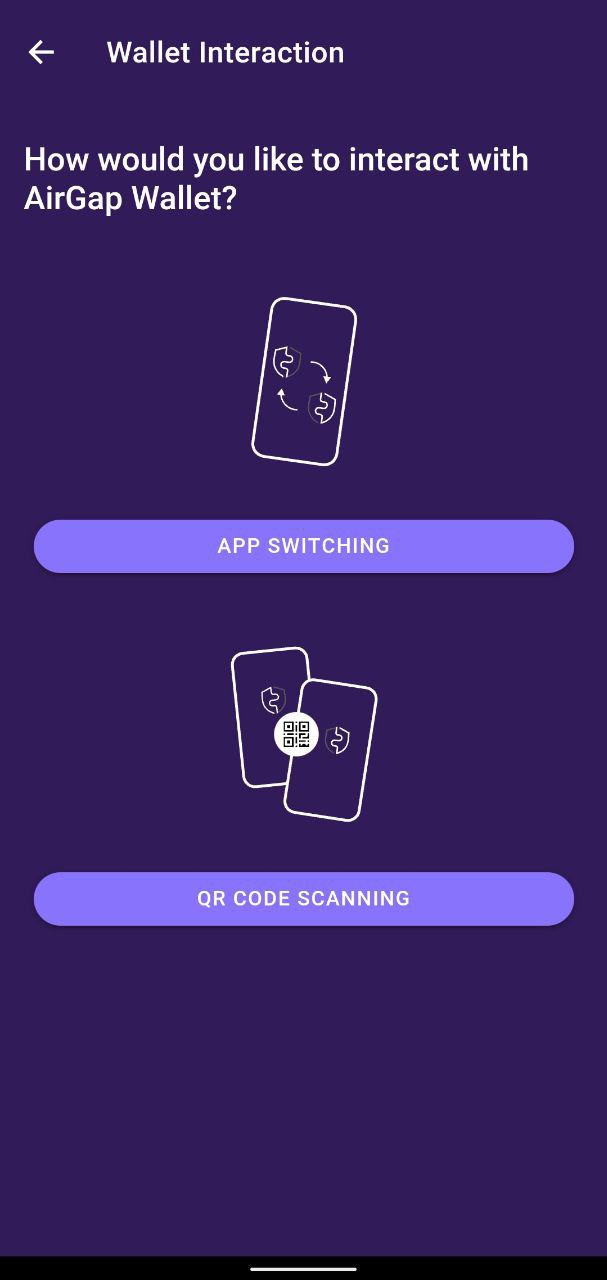 Wallet Interaction
How would you like to interact with
AirGap Wallet?
APP SWITCHING
QR CODE SCANNING